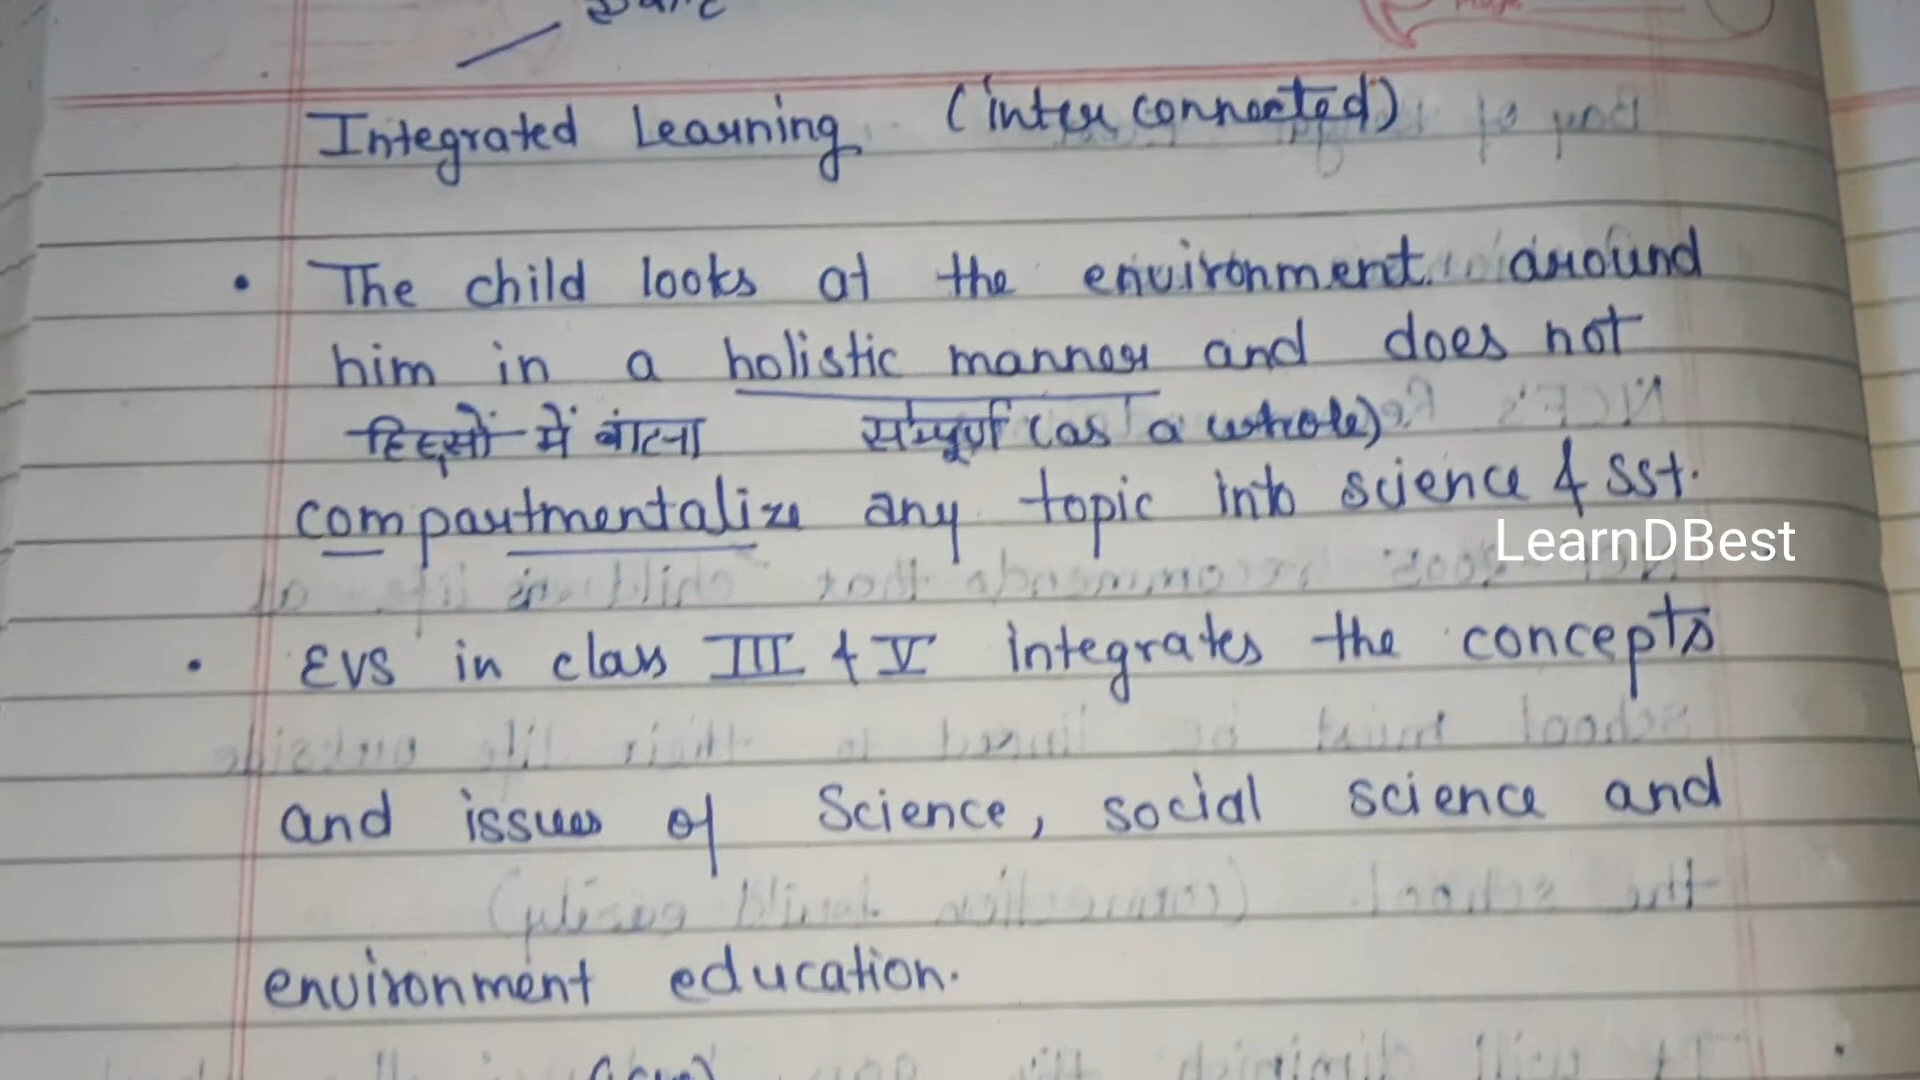 Integrated Learning (inter connected)
• The child looks at the environment around
him in a holistic manner and does not
हिस्सों में बांटना संम्पूर्ण (as a whole)
compartmentalize any topic into science & SSt.
LearnDBest
• EVS in class III & V integrates the concepts
and issues of Science, social science and
environment education.